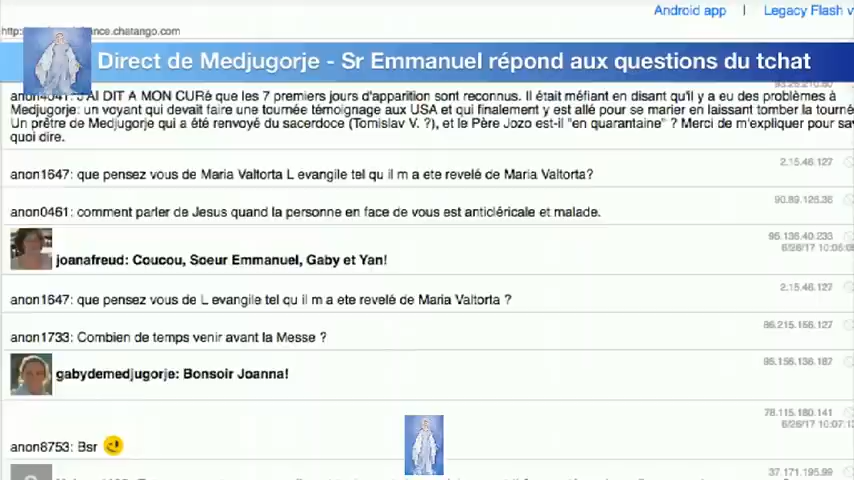 Android app | Legacy Flash v
Direct de Medjugorje - Sr Emmanuel répond aux questions du tchat
anon4041: J'AI DIT A MON CURé que les 7 premiers jours d'apparition sont reconnus. Il était méfiant en disant qu'il y a eu des problèmes à
Medjugorje: un voyant qui devait faire une tournée témoignage aux USA et qui finalement y est allé pour se marier en laissant tomber la tourné
Un prêtre de Medjugorje qui a été renvoyé du sacerdoce (Tomislav V. ?), et le Père Jozo est-il "en quarantaine" ? Merci de m'expliquer pour sav
quoi dire.
2.15.46.127
anon1647: que pensez vous de Maria Valtorta L evangile tel qu il m a ete revelé de Maria Valtorta?
90.89.126.36
anon0461: comment parler de Jesus quand la personne en face de vous est anticléricale et malade.
95.136.40.233
6/26/17 10:06:0
joanafreud: Coucou, Soeur Emmanuel, Gaby et Yan!
2.15.46.127
anon1647: que pensez vous de L evangile tel qu il m a ete revelé de Maria Valtorta ?
86.215.156.127
anon1733: Combien de temps venir avant la Messe ?
95.156.136.187
gabydemedjugorje: Bonsoir Joanna!
78.115.180.141
6/26/17 10:07:1
anon8753: Bsr
37.171.195.99